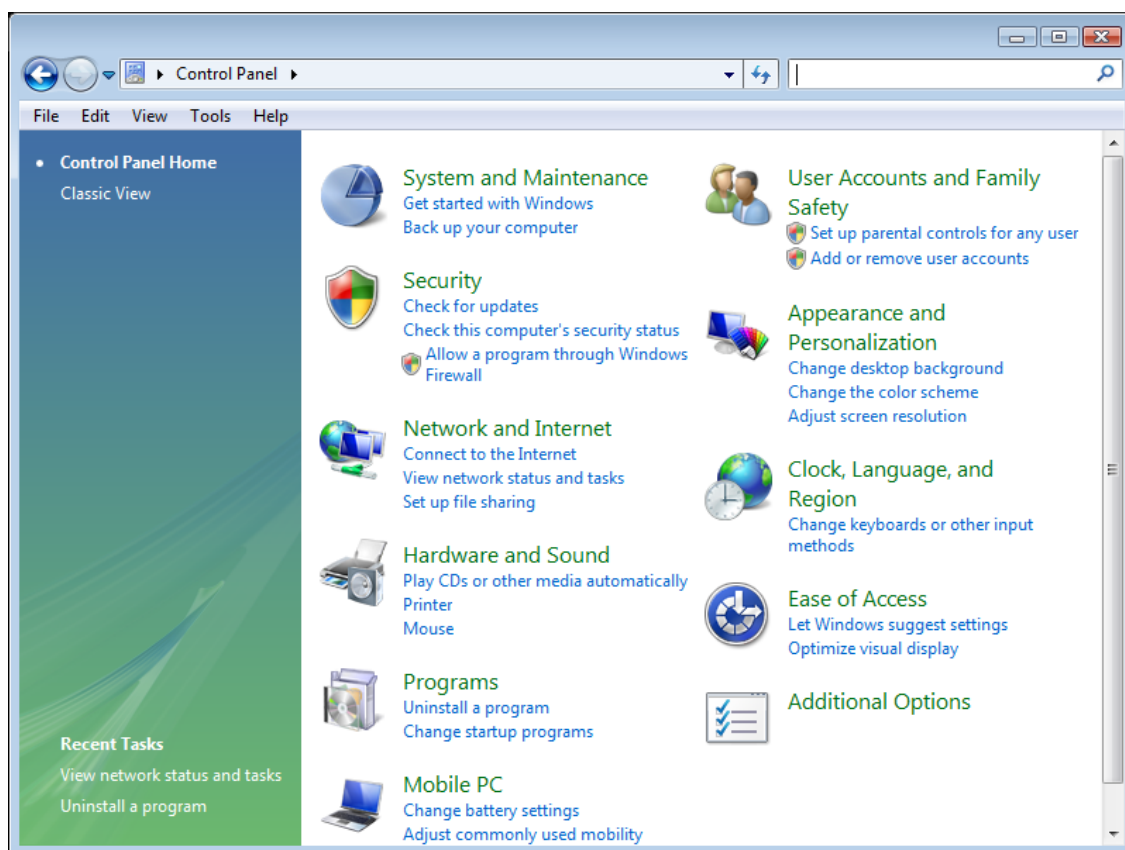 Control Panel
File Edit View Tools Help
Control Panel Home
Classic View
Recent Tasks
View network status and tasks
Uninstall a program
System and Maintenance
Get started with Windows
Back up your computer
Security
Check for updates
Check this computer's security status
Allow a program through Windows
Firewall
Network and Internet
Connect to the Internet
View network status and tasks
Set up file sharing
Hardware and Sound
Play CDs or other media automatically
Printer
Mouse
Programs
Uninstall a program
Change startup programs
Mobile PC
Change battery settings
Adjust commonly used mobility
User Accounts and Family
Safety
Set up parental controls for any user
Add or remove user accounts
Appearance and
Personalization
Change desktop background
Change the color scheme
Adjust screen resolution
Clock, Language, and
Region
Change keyboards or other input
methods
Ease of Access
Let Windows suggest settings
Optimize visual display
Additional Options